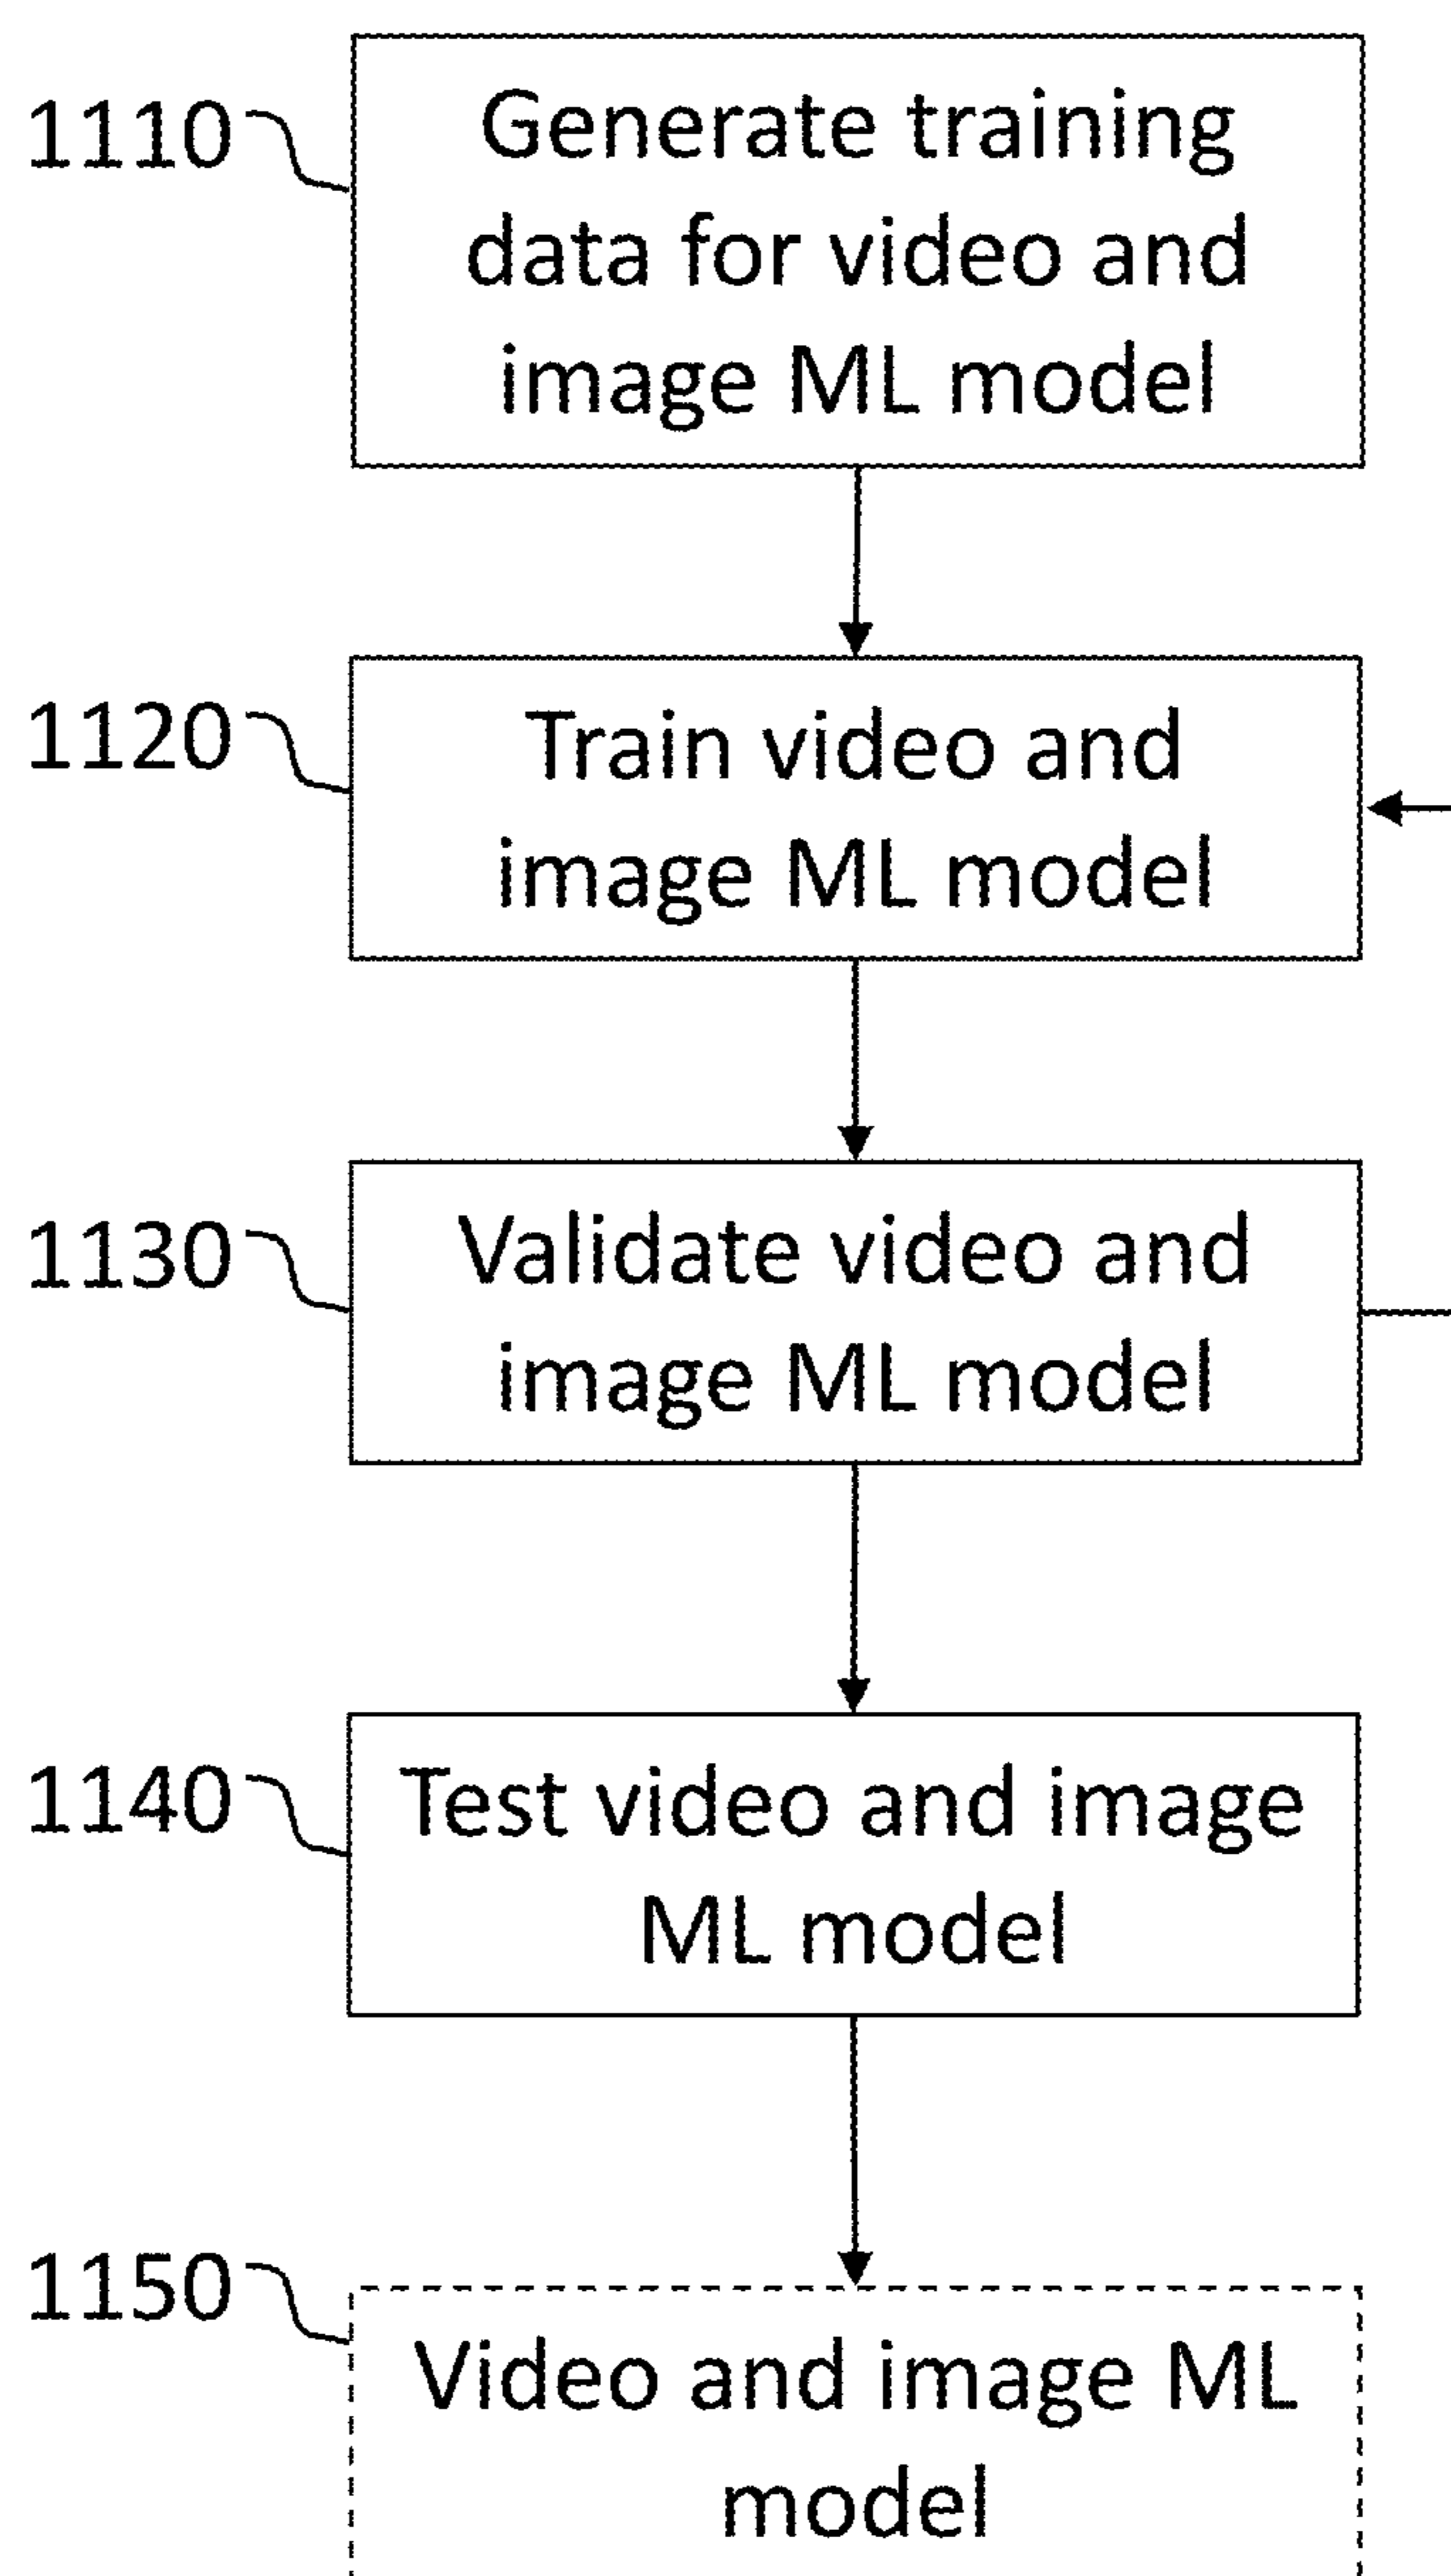 1110
Generate training
data for video and
image ML model
1120
Train video and
image ML model
1130
Validate video and
image ML model
1140
Test video and image
ML model
1150
Video and image ML
model